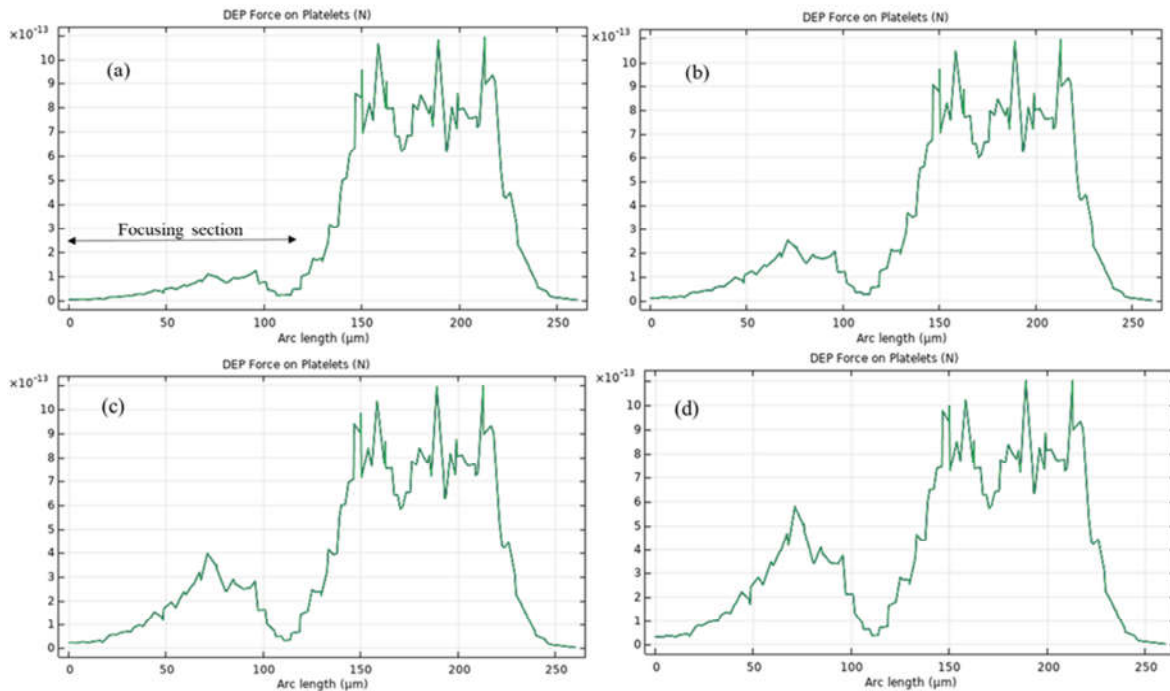 DEP Force on Platelets (N)
×10⁻¹³
(a)
10
9
8
7
6
5
4
3
2
1
0
Focusing section
0 50 100 150 200 250
Arc length (μm)
DEP Force on Platelets (N)
×10⁻¹³
(b)
10
9
8
7
6
5
4
3
2
1
0
0 50 100 150 200 250
Arc length (μm)
DEP Force on Platelets (N)
×10⁻¹³
(c)
10
9
8
7
6
5
4
3
2
1
0
0 50 100 150 200 250
Arc length (μm)
DEP Force on Platelets (N)
×10⁻¹³
(d)
10
9
8
7
6
5
4
3
2
1
0
0 50 100 150 200 250
Arc length (μm)